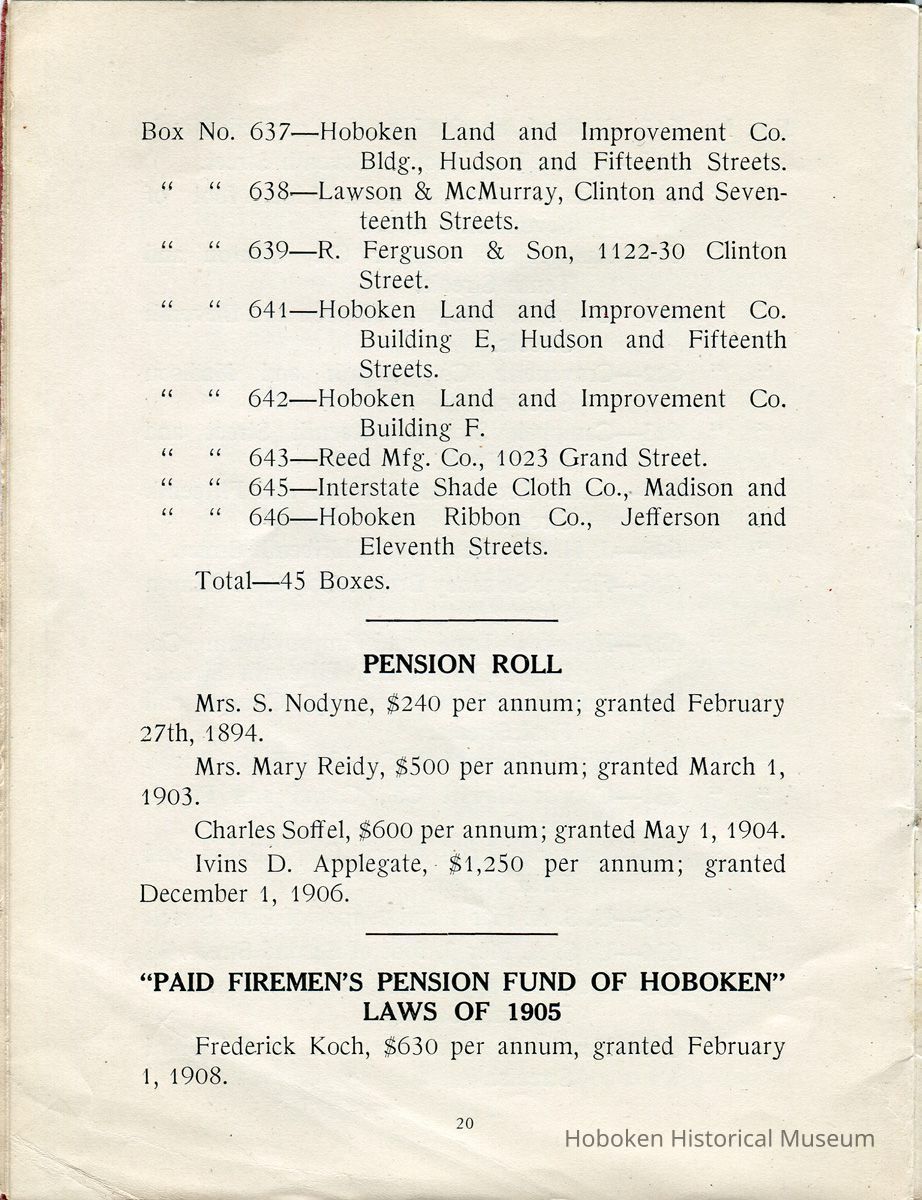 Box No. 637—Hoboken Land and Improvement Co.
Bldg., Hudson and Fifteenth Streets.
“ “ 638—Lawson & McMurray, Clinton and Seven-
teenth Streets.
“ “ 639—R. Ferguson & Son, 1122-30 Clinton
Street.
“ “ 641—Hoboken Land and Improvement Co.
Building E, Hudson and Fifteenth
Streets.
“ “ 642—Hoboken Land and Improvement Co.
Building F.
“ “ 643—Reed Mfg. Co., 1023 Grand Street.
“ “ 645—Interstate Shade Cloth Co., Madison and
“ “ 646—Hoboken Ribbon Co., Jefferson and
Eleventh Streets.
Total—45 Boxes.
PENSION ROLL
Mrs. S. Nodyne, $240 per annum; granted February
27th, 1894.
Mrs. Mary Reidy, $500 per annum; granted March 1,
1903.
Charles Soffel, $600 per annum; granted May 1, 1904.
Ivins D. Applegate, $1,250 per annum; granted
December 1, 1906.
“PAID FIREMEN’S PENSION FUND OF HOBOKEN”
LAWS OF 1905
Frederick Koch, $630 per annum, granted February
1, 1908.
20
Hoboken Historical Museum